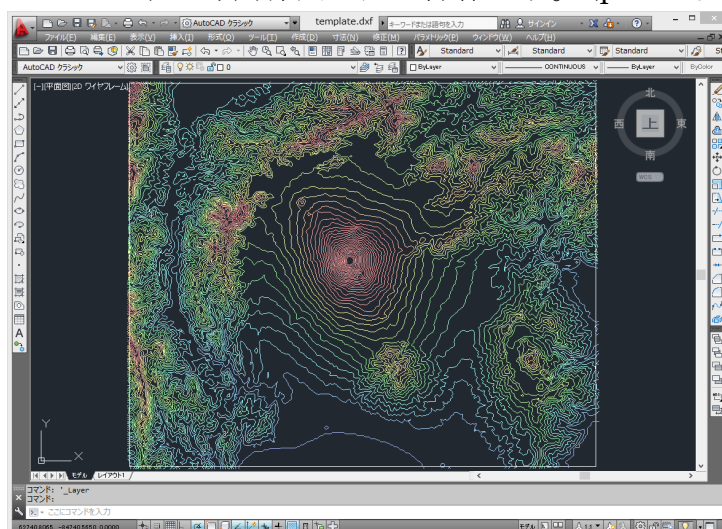 AutoCAD クラシック
template.dxf
キーワードまたは語句を入力
サインイン
ファイル(F) 編集(E) 表示(V) 挿入(I) 形式(O) ツール(T) 作成(D) 寸法(N) 修正(M) パラメトリック(P) ウィンドウ(W) ヘルプ(H)
Standard Standard Standard
AutoCAD クラシック 0 ByLayer CONTINUOUS ByLayer ByColor
[-][平面図][2D ワイヤフレーム]
北
西 上 東
南
WCS
Y
X
モデル レイアウト1
コマンド: '_Layer
コマンド:
ここにコマンドを入力
モデル